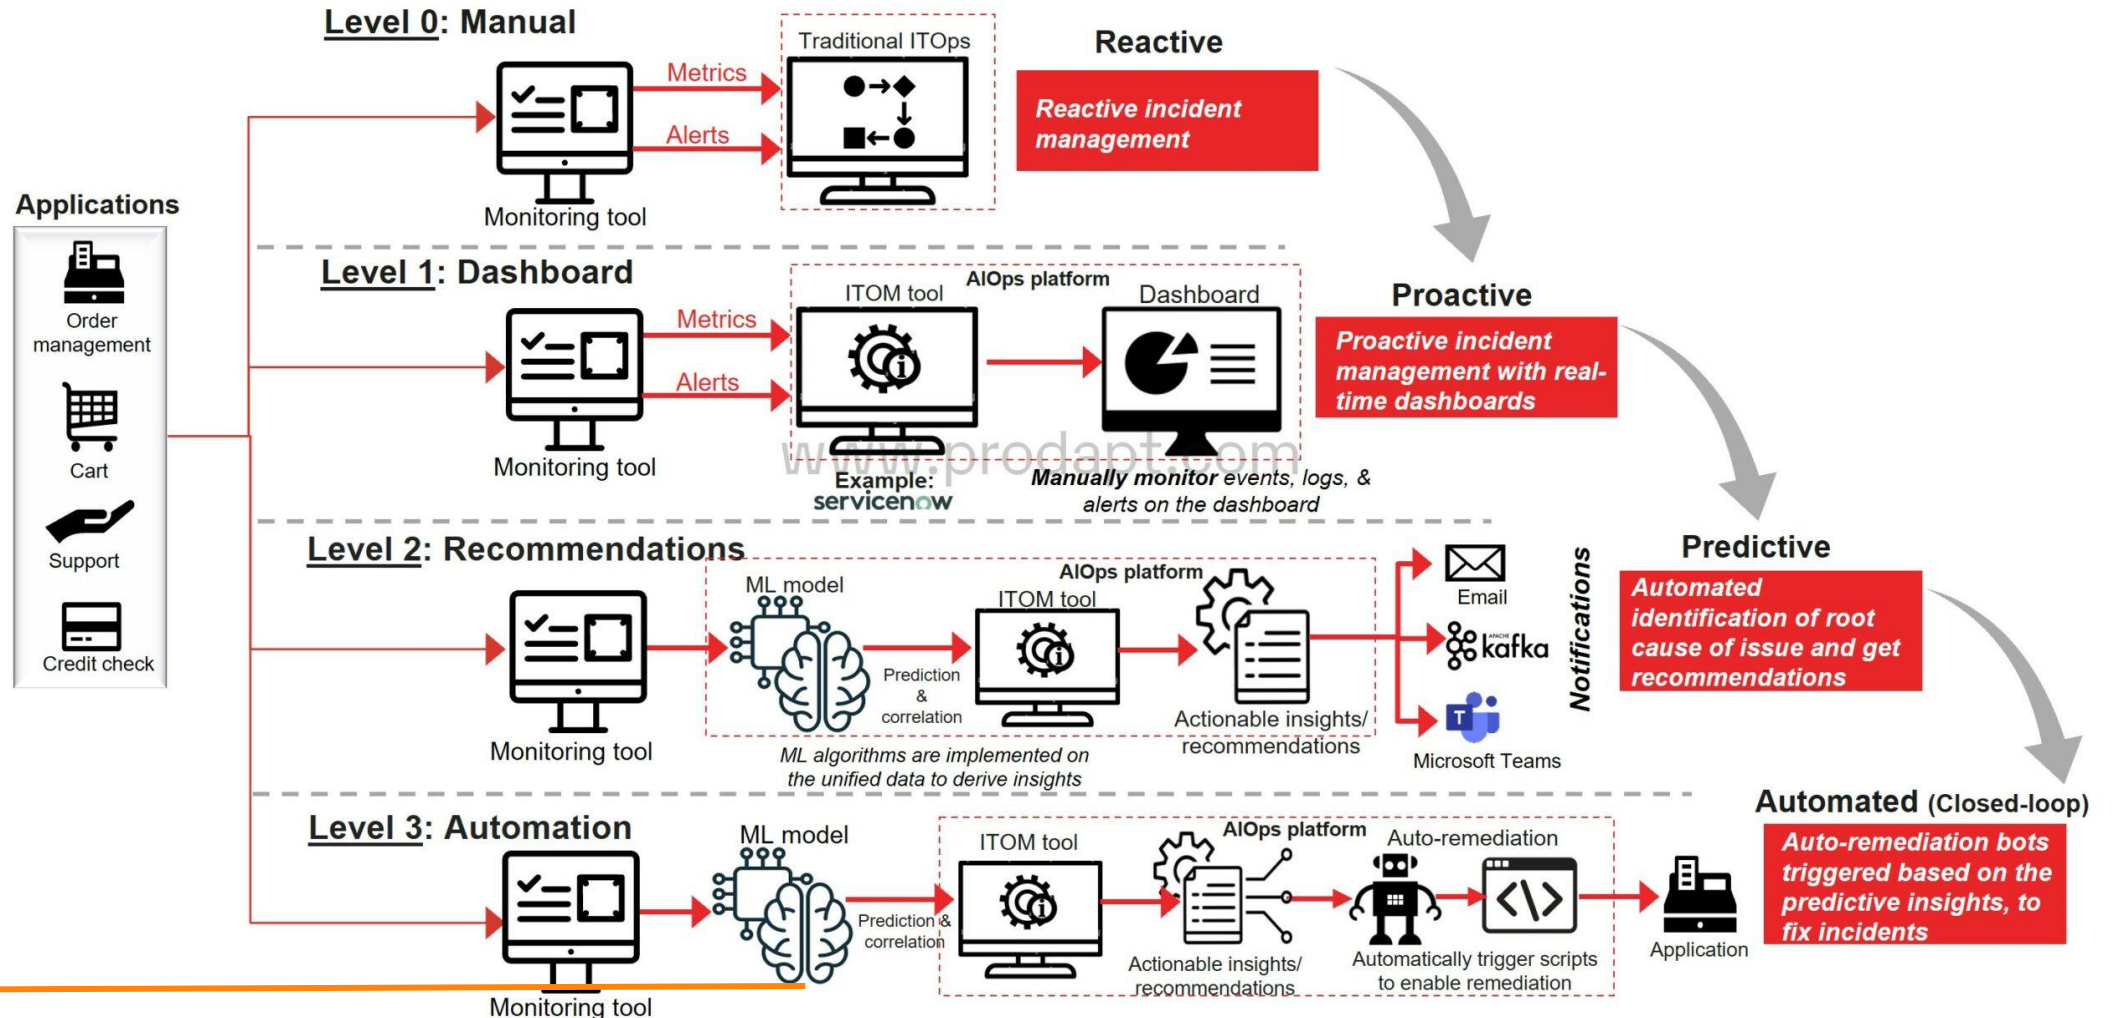 Level 0: Manual
Traditional ITOps
Metrics
Alerts
Monitoring tool
Reactive
Reactive incident
management
Applications
Order
management
Cart
Support
Credit check
Level 1: Dashboard
AIOps platform
Metrics
Alerts
Monitoring tool
ITOM tool
Dashboard
www.prodapt.com
Example:
servicenow
Manually monitor events, logs, &
alerts on the dashboard
Proactive
Proactive incident
management with real-
time dashboards
Level 2: Recommendations
AIOps platform
Monitoring tool
ML model
Prediction
&
correlation
ITOM tool
Actionable insights/
recommendations
ML algorithms are implemented on
the unified data to derive insights
Email
APACHE
kafka
T
Microsoft Teams
Notifications
Predictive
Automated
identification of root
cause of issue and get
recommendations
Level 3: Automation
AIOps platform
Monitoring tool
ML model
Prediction &
correlation
ITOM tool
Actionable insights/
recommendations
Auto-remediation
Automatically trigger scripts
to enable remediation
Application
Automated (Closed-loop)
Auto-remediation bots
triggered based on the
predictive insights, to
fix incidents